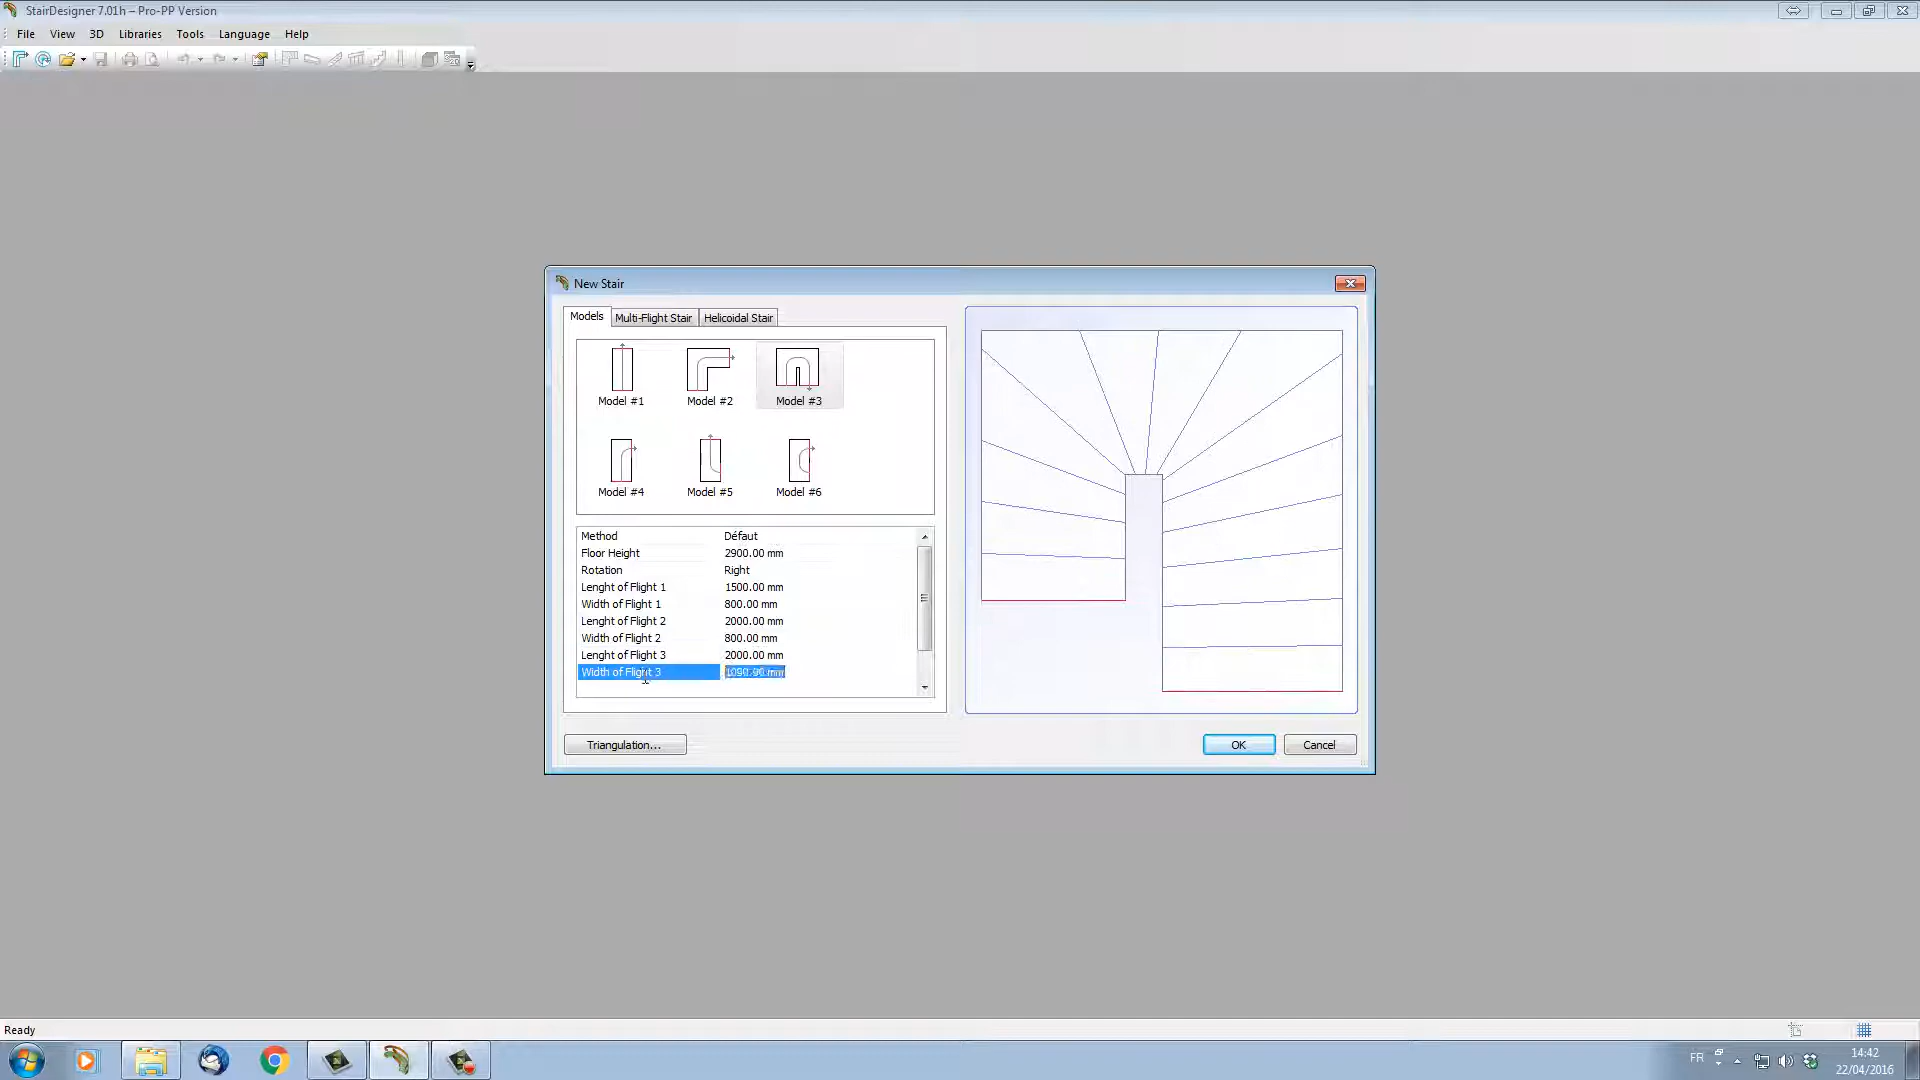 StairDesigner 7.01h – Pro-PP Version
File View 3D Libraries Tools Language Help
New Stair
Models Multi-Flight Stair Helicoidal Stair
Model #1 Model #2 Model #3
Model #4 Model #5 Model #6
Method Défaut
Floor Height 2900.00 mm
Rotation Right
Lenght of Flight 1 1500.00 mm
Width of Flight 1 800.00 mm
Lenght of Flight 2 2000.00 mm
Width of Flight 2 800.00 mm
Lenght of Flight 3 2000.00 mm
Width of Flight 3 mm
Triangulation... OK Cancel
Ready
FR 14:42
22/04/2016